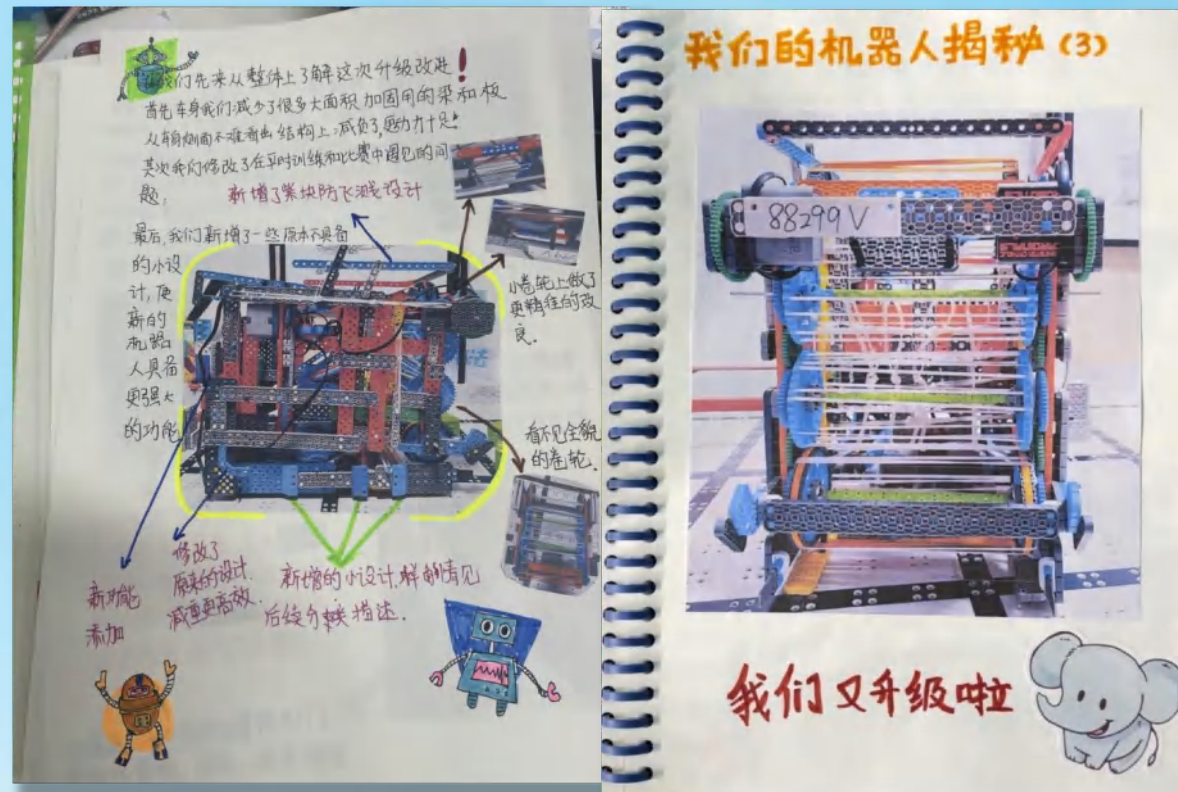 我们先来从整体上了解这次升级改进!
首先车身我们减少了很多大面积加固用的梁和板
从车身侧面不难看出结构上减负了,动力十足!
其次我们修改了在平时训练和比赛中遇见的问
题;
新增了紫块防飞溅设计
最后,我们新增了一些原本不具备
的小设
计,使
新的
机器
人具备
更强大
的功能
小卷轮上做了
更精准的改
良.
看不见全貌
的卷轮.
新功能
添加
修改了
原来的设计.
减重更高效.
新增的小设计.详解请见
后续介绍描述.
我们的机器人揭秘(3)
88299V
我们又升级啦